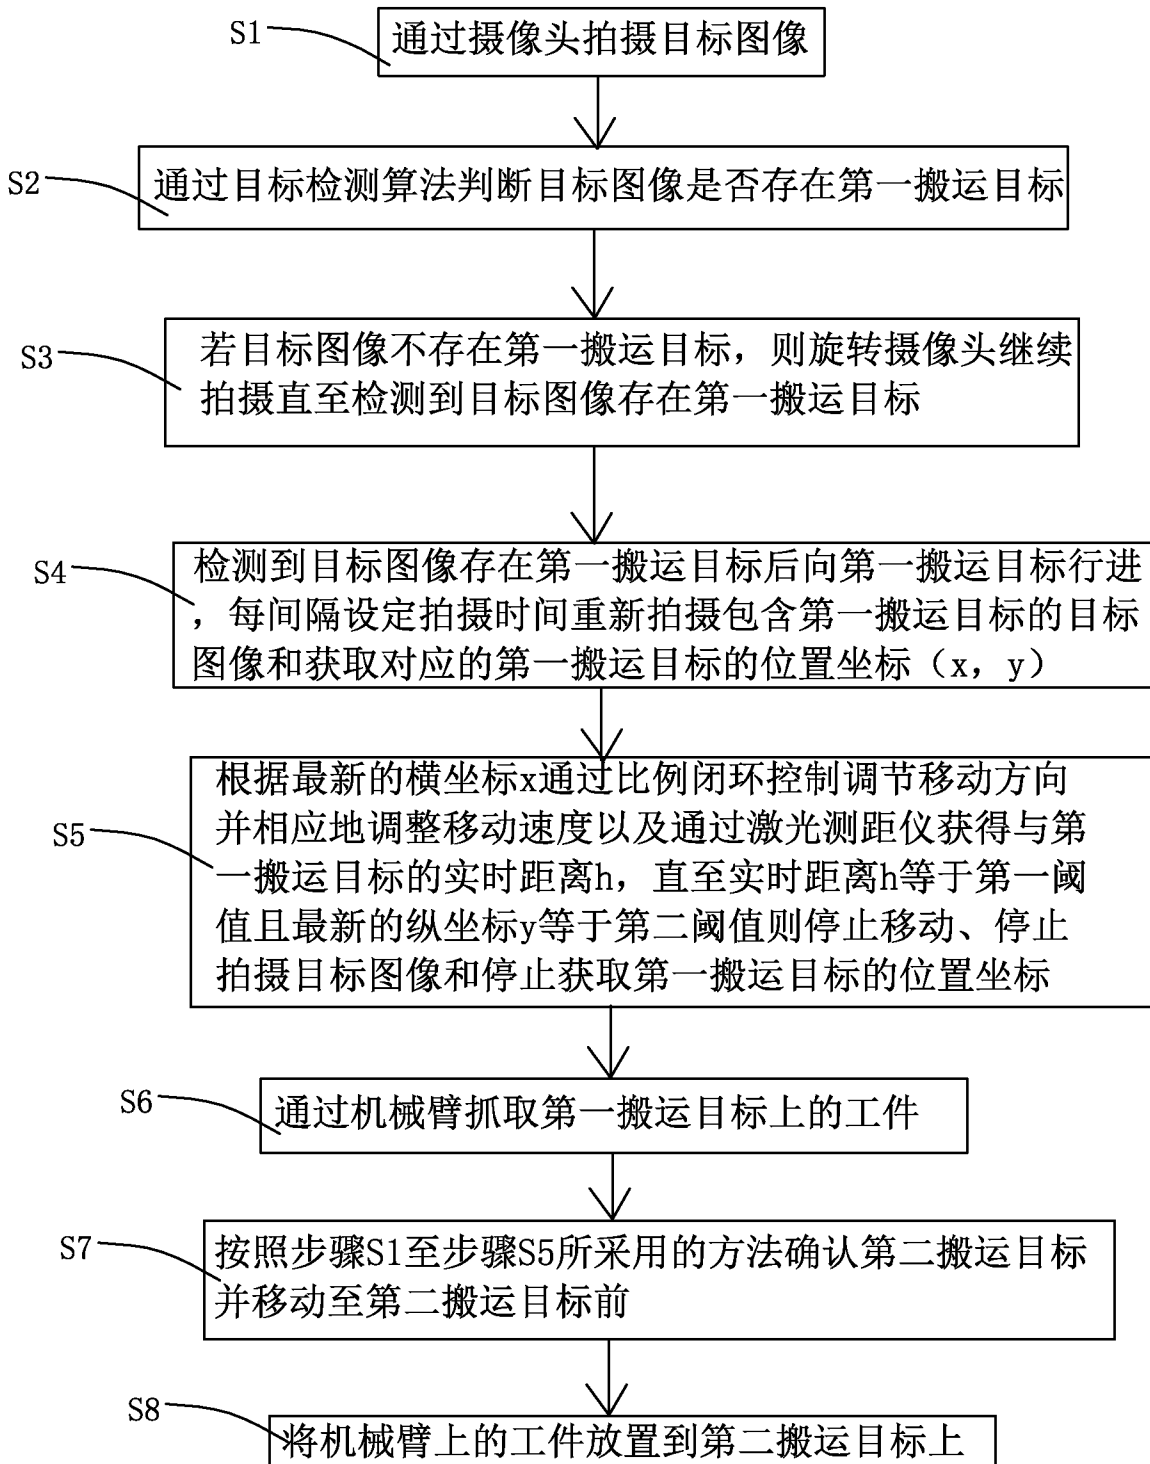 S1
通过摄像头拍摄目标图像
S2
通过目标检测算法判断目标图像是否存在第一搬运目标
S3
若目标图像不存在第一搬运目标，则旋转摄像头继续
拍摄直至检测到目标图像存在第一搬运目标
S4
检测到目标图像存在第一搬运目标后向第一搬运目标行进
，每间隔设定拍摄时间重新拍摄包含第一搬运目标的目标
图像和获取对应的第一搬运目标的位置坐标（x，y）
S5
根据最新的横坐标x通过比例闭环控制调节移动方向
并相应地调整移动速度以及通过激光测距仪获得与第
一搬运目标的实时距离h，直至实时距离h等于第一阈
值且最新的纵坐标y等于第二阈值则停止移动、停止
拍摄目标图像和停止获取第一搬运目标的位置坐标
S6
通过机械臂抓取第一搬运目标上的工件
S7
按照步骤S1至步骤S5所采用的方法确认第二搬运目标
并移动至第二搬运目标前
S8
将机械臂上的工件放置到第二搬运目标上